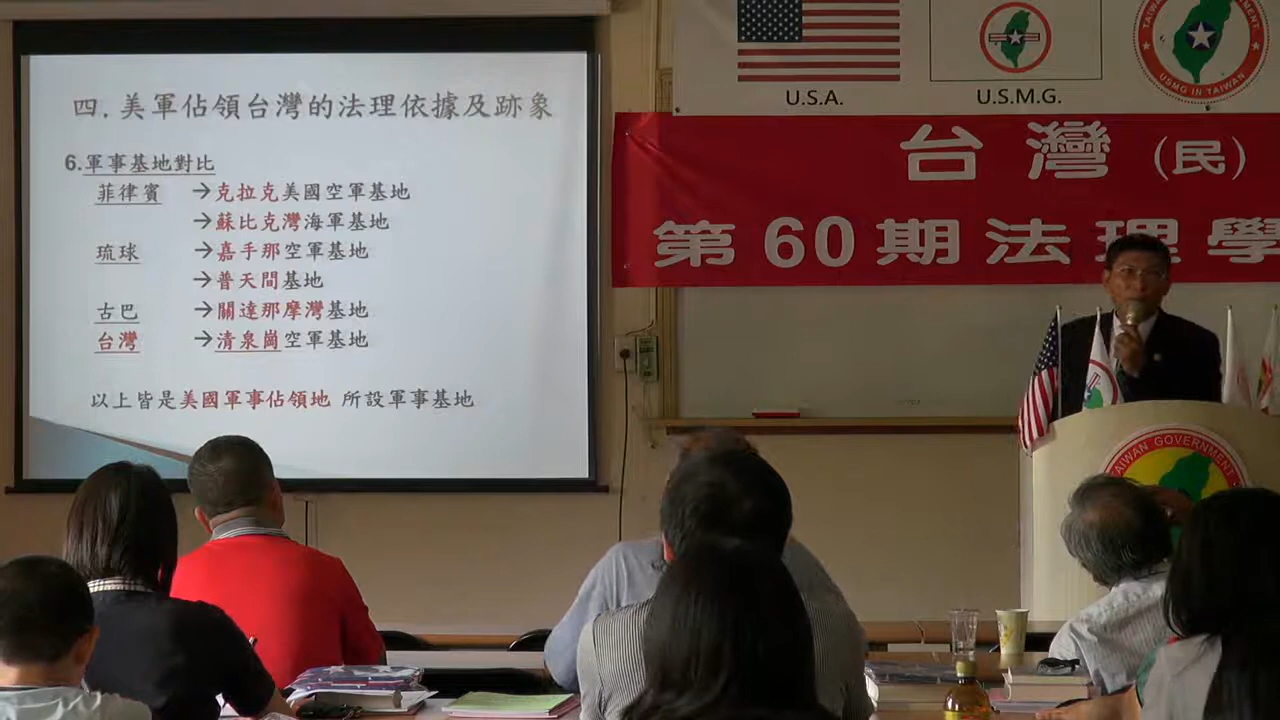 四. 美軍佔領台灣的法理依據及跡象
6.軍事基地對比
菲律賓 →克拉克美國空軍基地
→蘇比克灣海軍基地
琉球 →嘉手那空軍基地
→普天間基地
古巴 →關達那摩灣基地
台灣 →清泉崗空軍基地
以上皆是美國軍事佔領地 所設軍事基地
U.S.A.
U.S.M.G.
USMG IN TAIWAN
台灣(民)
第60期法理學
TAIWAN GOVERNMENT